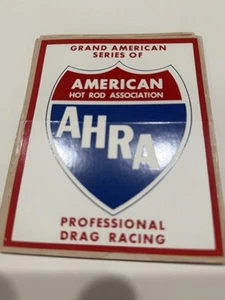 GRAND AMERICAN
SERIES OF
AMERICAN
HOT ROD ASSOCIATION
AHRA
PROFESSIONAL
DRAG RACING